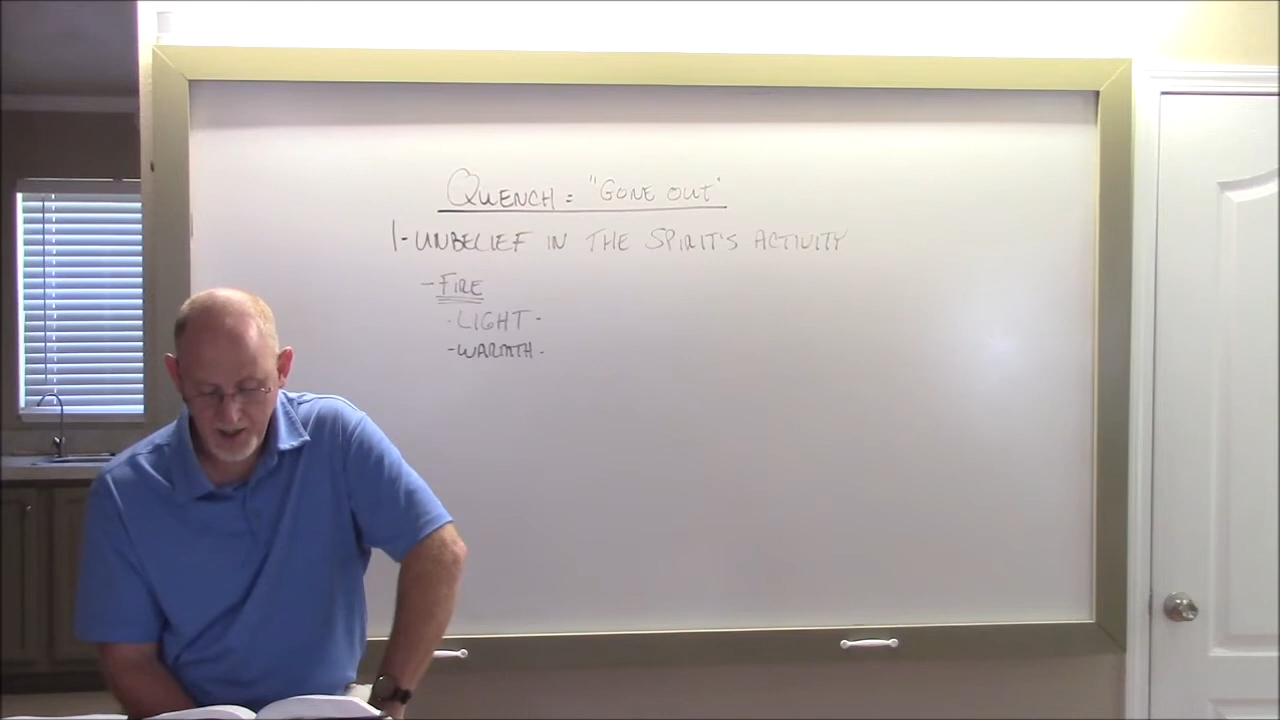 QUENCH = "GONE OUT"
1- UNBELIEF IN THE SPIRIT'S ACTIVITY
- FIRE
- LIGHT -
- WARMTH -